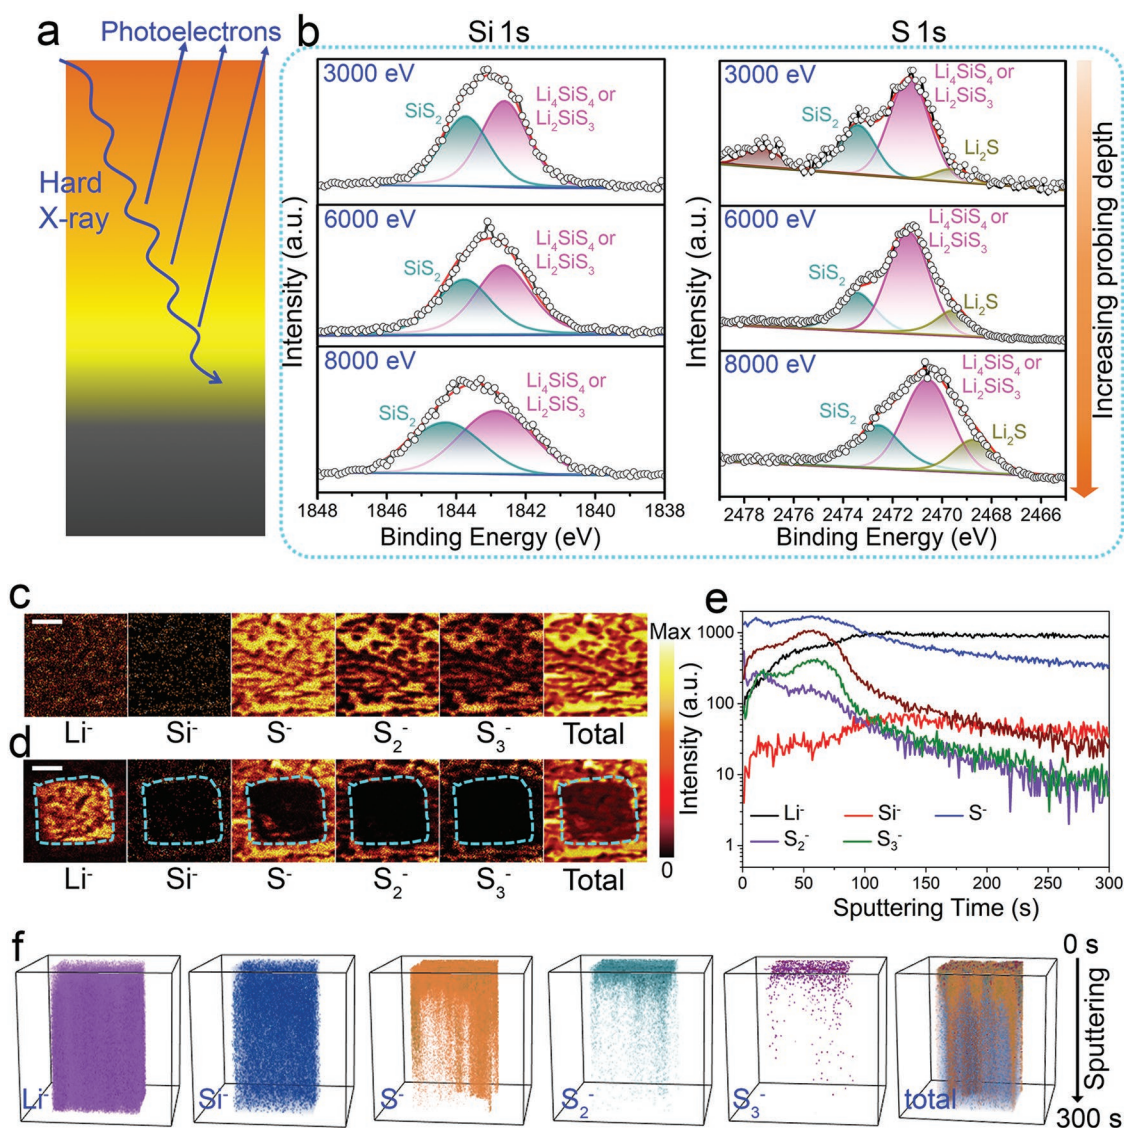 a
Photoelectrons
Hard
X-ray
b
Si 1s
S 1s
3000 eV
SiS₂
Li₄SiS₄ or
Li₂SiS₃
6000 eV
SiS₂
Li₄SiS₄ or
Li₂SiS₃
8000 eV
SiS₂
Li₄SiS₄ or
Li₂SiS₃
Intensity (a.u.)
1848 1846 1844 1842 1840 1838
Binding Energy (eV)
3000 eV
SiS₂
Li₄SiS₄ or
Li₂SiS₃
Li₂S
6000 eV
SiS₂
Li₄SiS₄ or
Li₂SiS₃
Li₂S
8000 eV
SiS₂
Li₄SiS₄ or
Li₂SiS₃
Li₂S
Intensity (a.u.)
2478 2476 2474 2472 2470 2468 2466
Binding Energy (eV)
Increasing probing depth
c
Li⁻ Si⁻ S⁻ S₂⁻ S₃⁻ Total
d
Li⁻ Si⁻ S⁻ S₂⁻ S₃⁻ Total
Max
0
e
Intensity (a.u.)
1000
100
10
1
Li⁻ Si⁻ S⁻
S₂⁻ S₃⁻
0 50 100 150 200 250 300
Sputtering Time (s)
f
Li⁻ Si⁻ S⁻ S₂⁻ S₃⁻ total
0 s
Sputtering
300 s